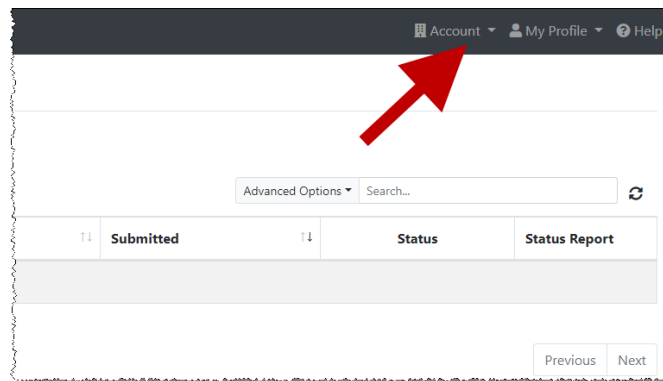 Account My Profile Help
Advanced Options Search...
Submitted Status Status Report
Previous Next